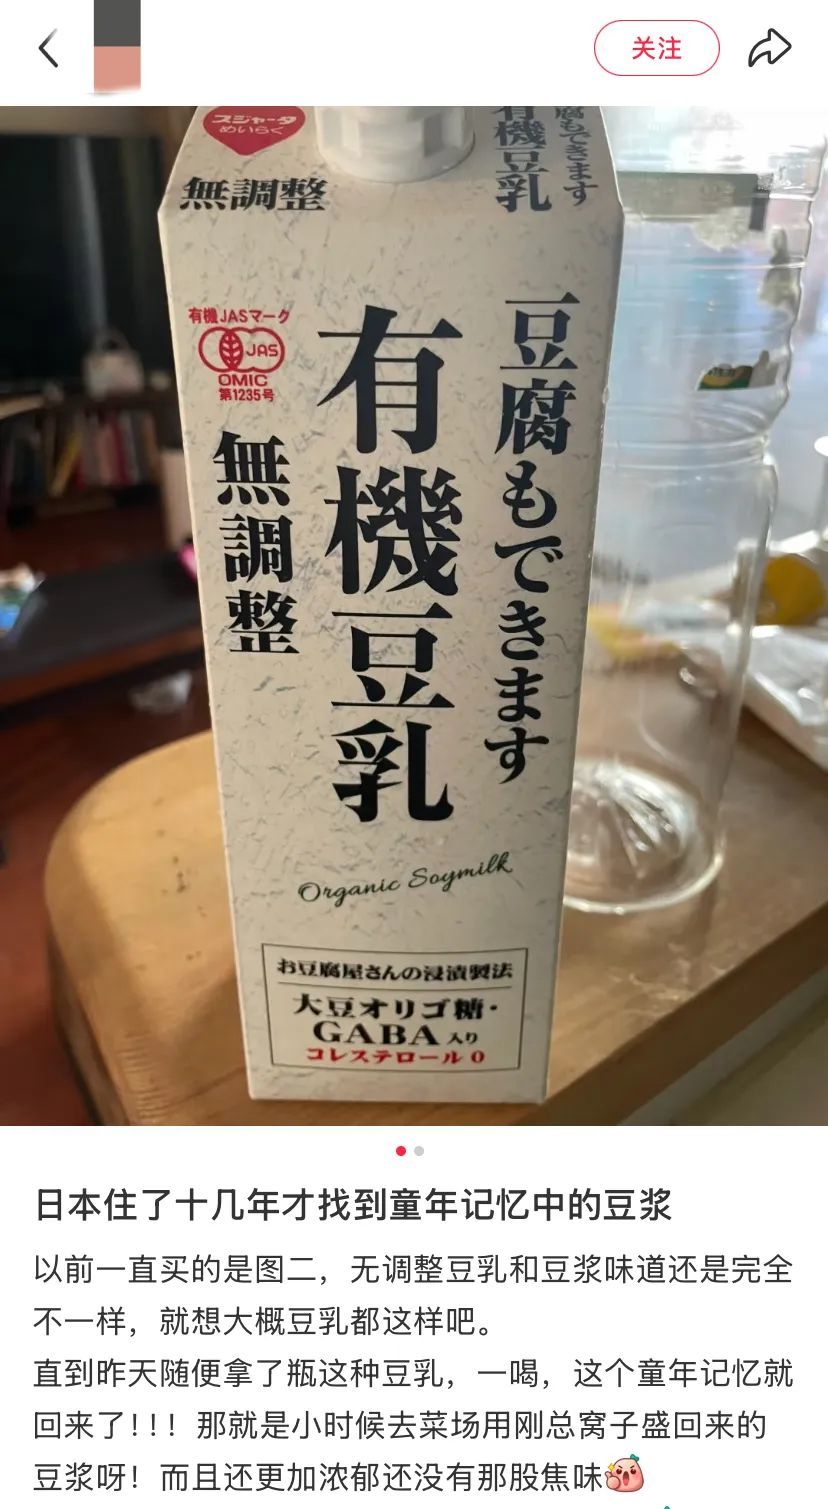 关注
スジャータ
めいらく
無調整
有機豆乳
腐もできます
有機JASマーク
JAS
OMIC
第1235号
豆腐もできます
有機豆乳
無調整
Organic Soymilk
お豆腐屋さんの浸漬製法
大豆オリゴ糖・
GABA入り
コレステロール0
日本住了十几年才找到童年记忆中的豆浆
以前一直买的是图二，无调整豆乳和豆浆味道还是完全
不一样，就想大概豆乳都这样吧。
直到昨天随便拿了瓶这种豆乳，一喝，这个童年记忆就
回来了！！！那就是小时候去菜场用刚总窝子盛回来的
豆浆呀！而且还更加浓郁还没有那股焦味